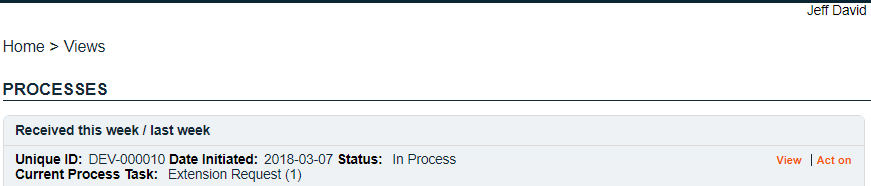 Jeff David
Home > Views
PROCESSES
Received this week / last week
Unique ID: DEV-000010 Date Initiated: 2018-03-07 Status: In Process
View | Act on
Current Process Task: Extension Request (1)